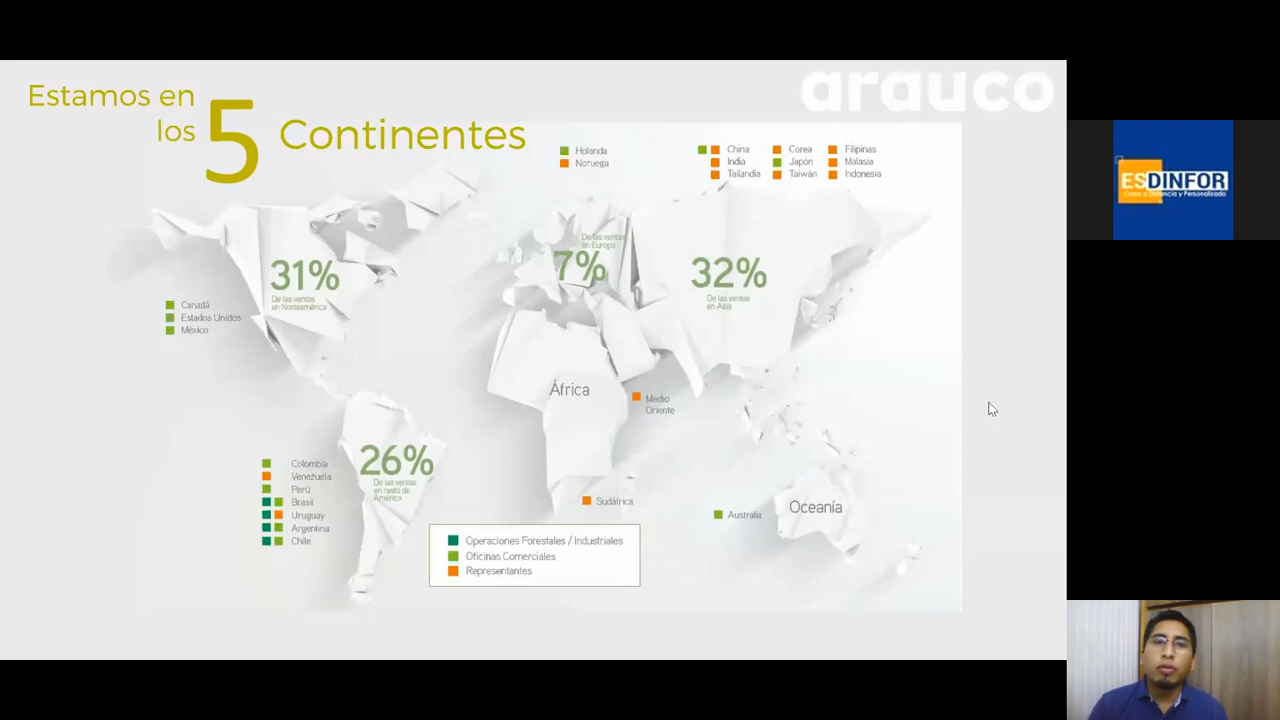 Estamos en
los 5 Continentes
arauco
Holanda
Noruega
China
India
Tailandia
Corea
Japón
Taiwán
Filipinas
Malasia
Indonesia
ESDINFOR
31%
De las ventas
en Norteamérica
7%
De las ventas
en Europa
32%
De las ventas
en Asia
Canadá
Estados Unidos
México
África
Medio
Oriente
26%
De las ventas
en resto de
América
Colombia
Venezuela
Perú
Brasil
Uruguay
Argentina
Chile
Sudáfrica
Australia
Oceanía
Operaciones Forestales / Industriales
Oficinas Comerciales
Representantes